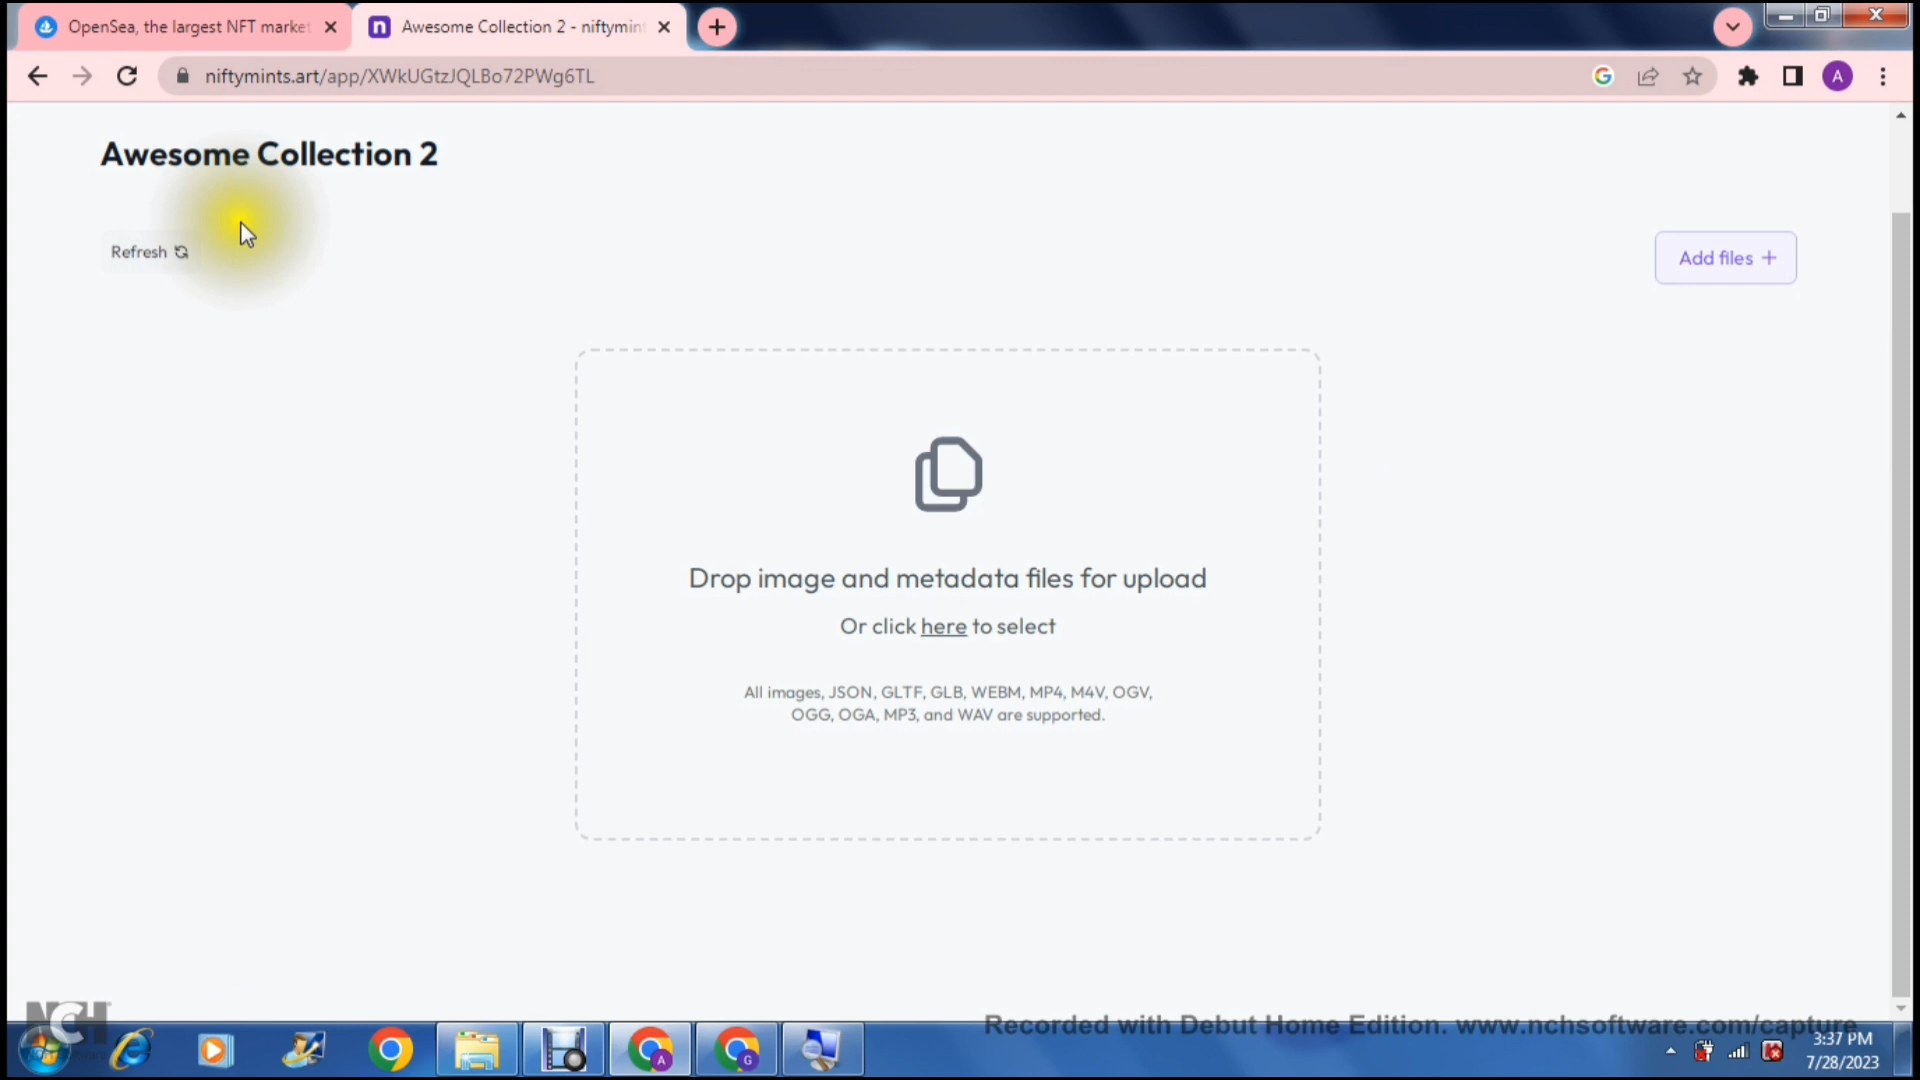 OpenSea, the largest NFT market
Awesome Collection 2 - niftymint
niftymints.art/app/XWkUGtzJQLBo72PWg6TL
A
Awesome Collection 2
Refresh
Add files +
Drop image and metadata files for upload
Or click here to select
All images, JSON, GLTF, GLB, WEBM, MP4, M4V, OGV,
OGG, OGA, MP3, and WAV are supported.
NCH
Recorded with Debut Home Edition. www.nchsoftware.com/capture
A
G
3:37 PM
7/28/2023